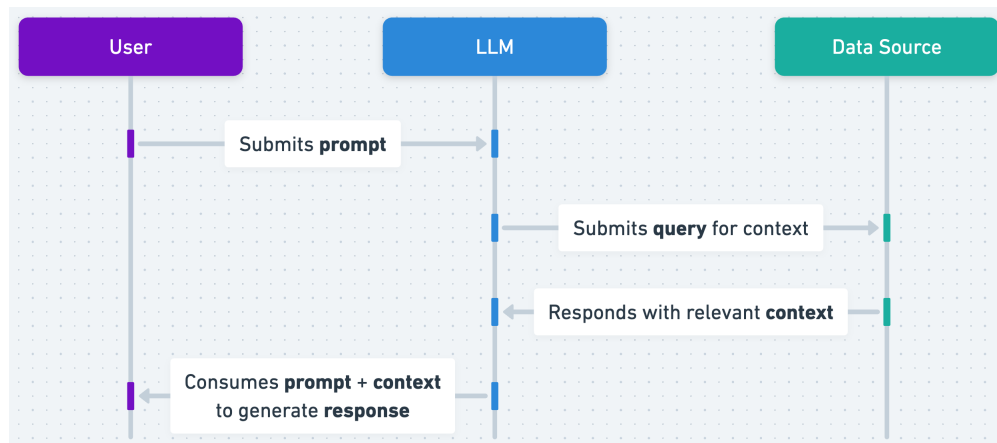 User
LLM
Data Source
Submits prompt
Submits query for context
Responds with relevant context
Consumes prompt + context
to generate response